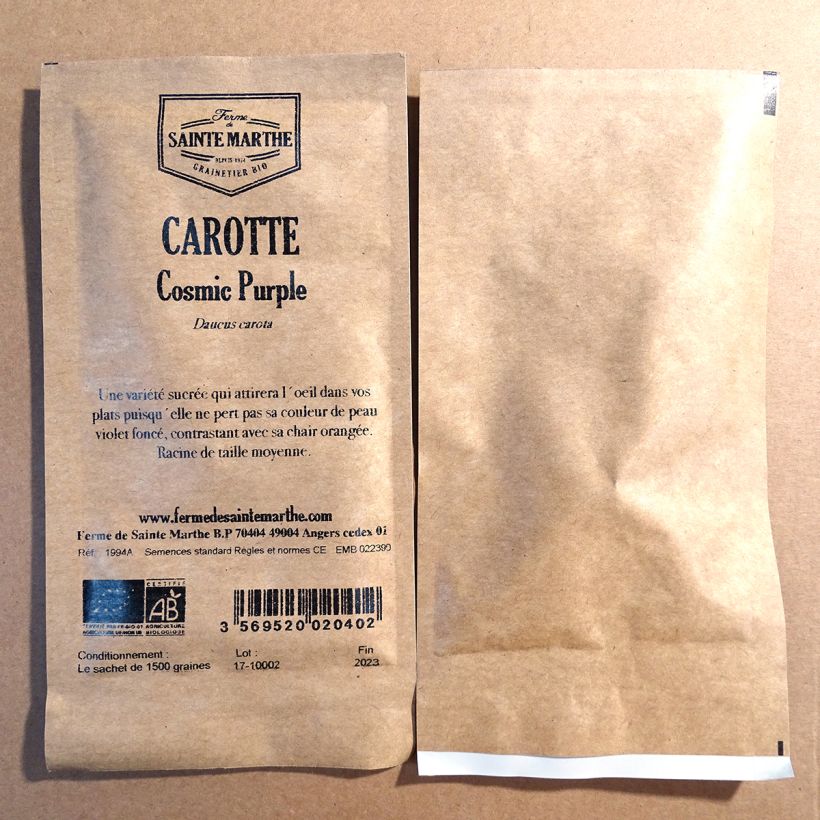 Ferme
de
SAINTE MARTHE
DEPUIS 1974
GRAINETIER BIO
CAROTTE
Cosmic Purple
Daucus carota
Une variété sucrée qui attirera l´oeil dans vos
plats puisqu´elle ne pert pas sa couleur de peau
violet foncé, contrastant avec sa chair orangée.
Racine de taille moyenne.
www.fermedesaintemarthe.com
Ferme de Sainte Marthe B.P 70404 49004 Angers cedex 01
Réf. 1994A Semences standard Règles et normes CE EMB 022390
CERTIFIÉ
AB
AGRICULTURE
BIOLOGIQUE
3 569520 020402
Conditionnement :
Le sachet de 1500 graines
Lot :
17-10002
Fin
2023